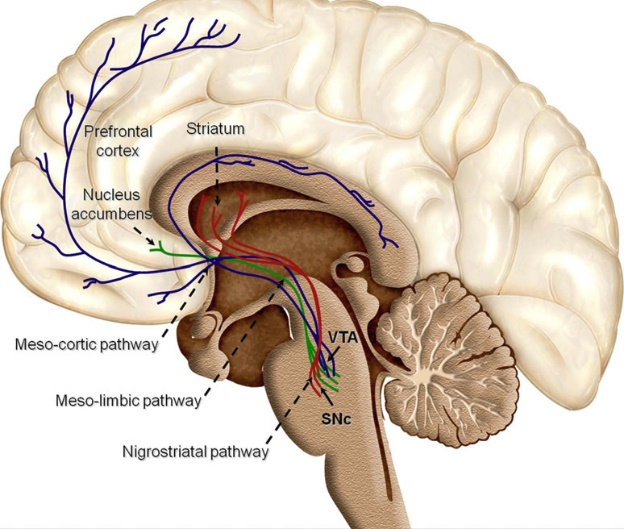 Prefrontal
cortex
Striatum
Nucleus
accumbens
Meso-cortic pathway
VTA
Meso-limbic pathway
SNc
Nigrostriatal pathway